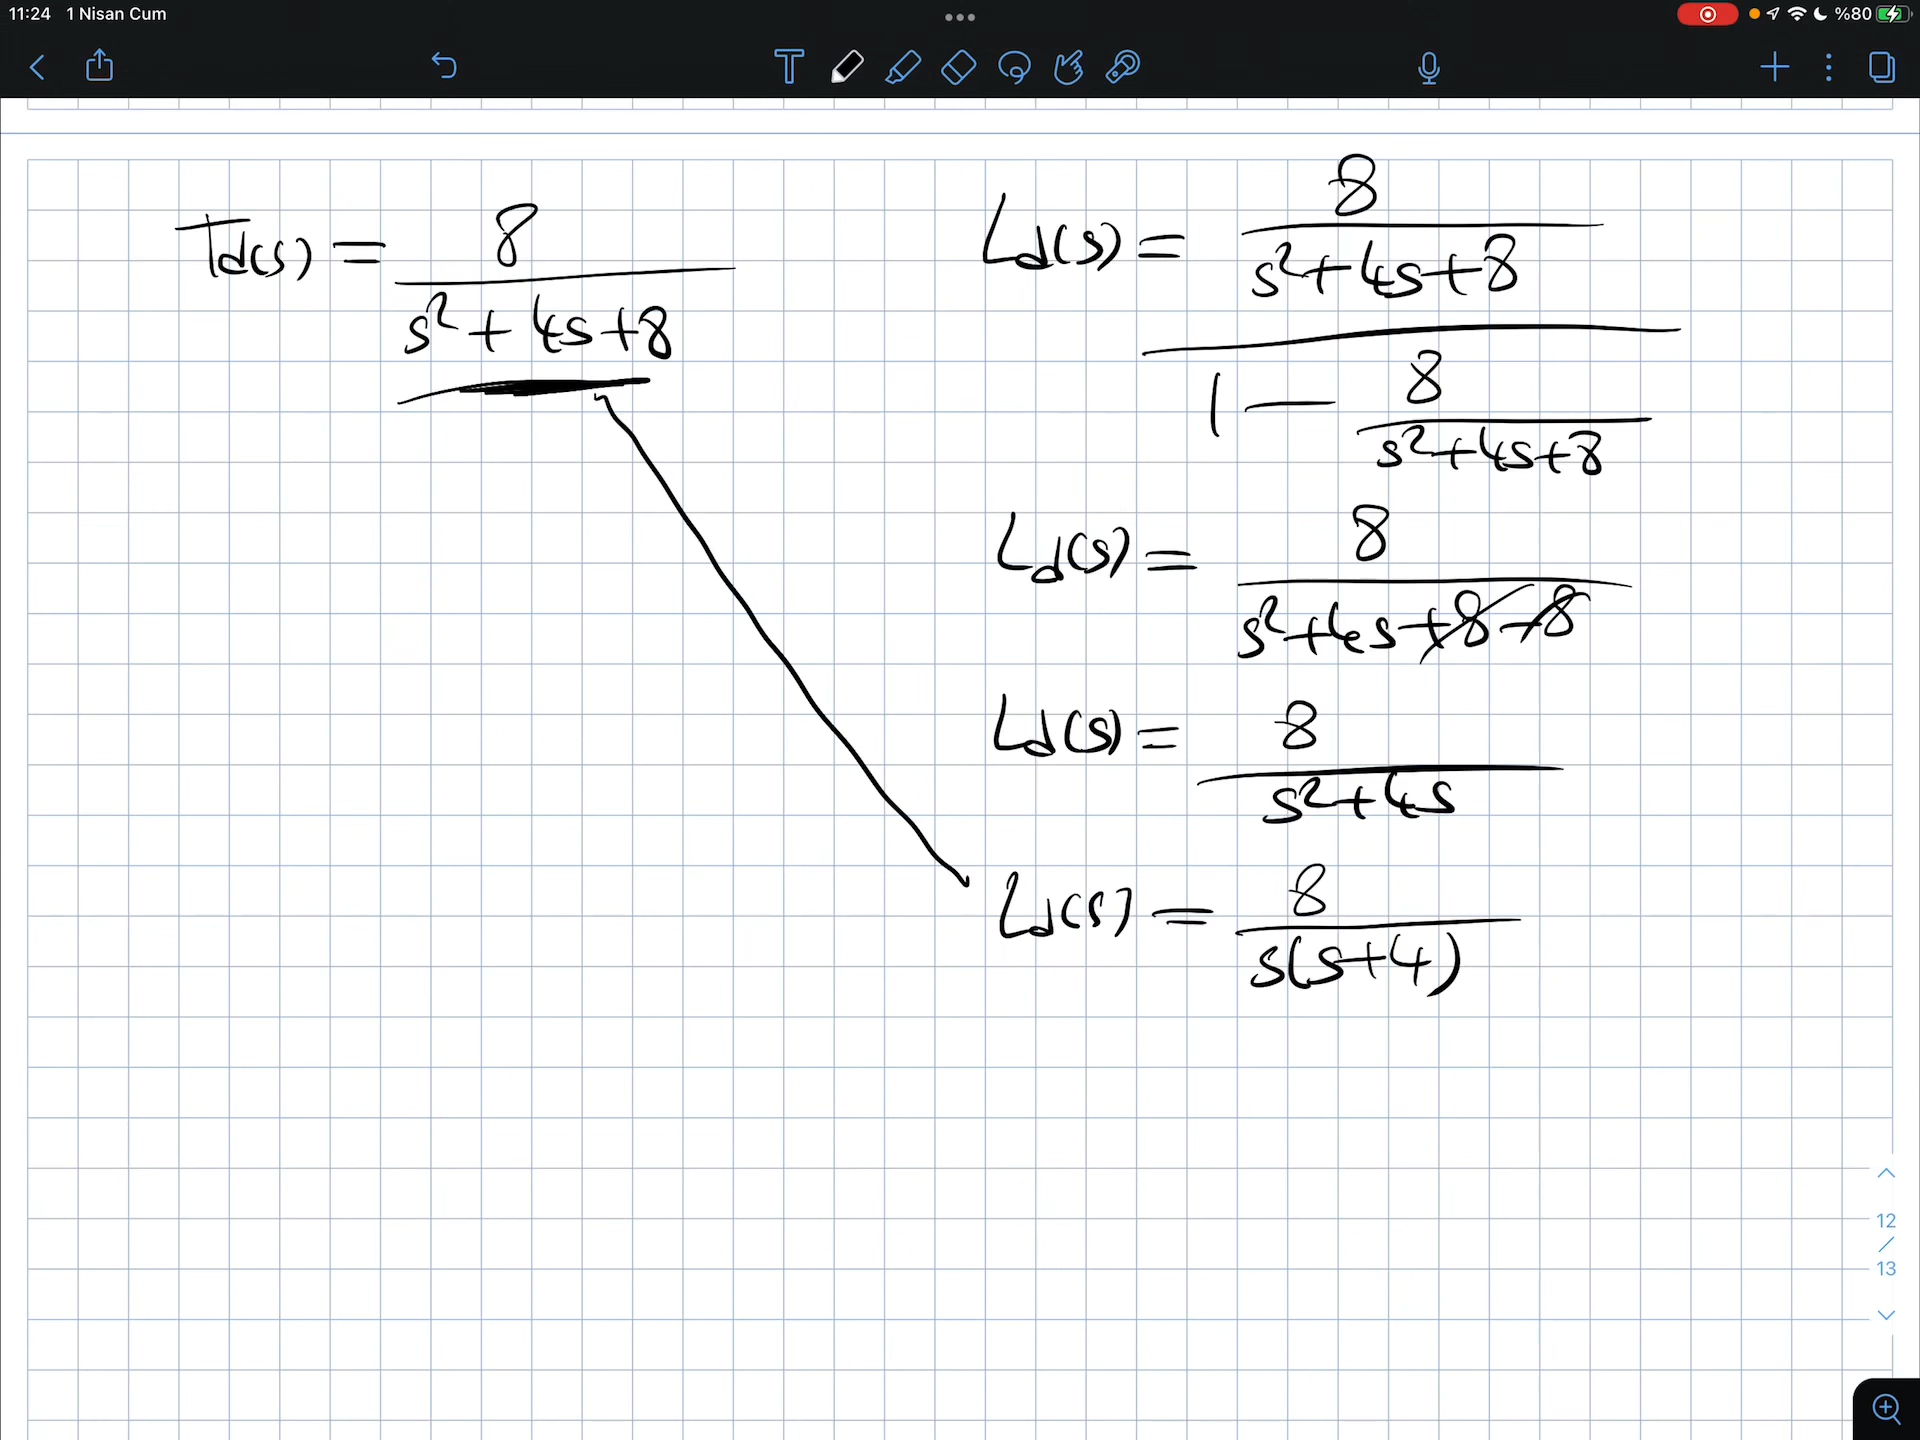 11:24 1 Nisan Cum
%80
T
Td(s) = 8 / (s² + 4s + 8)
Ld(s) = (8 / (s² + 4s + 8)) / (1 − 8 / (s² + 4s + 8))
Ld(s) = 8 / (s² + 4s + 8 − 8)
Ld(s) = 8 / (s² + 4s)
Ld(s) = 8 / (s(s+4))
12
/
13